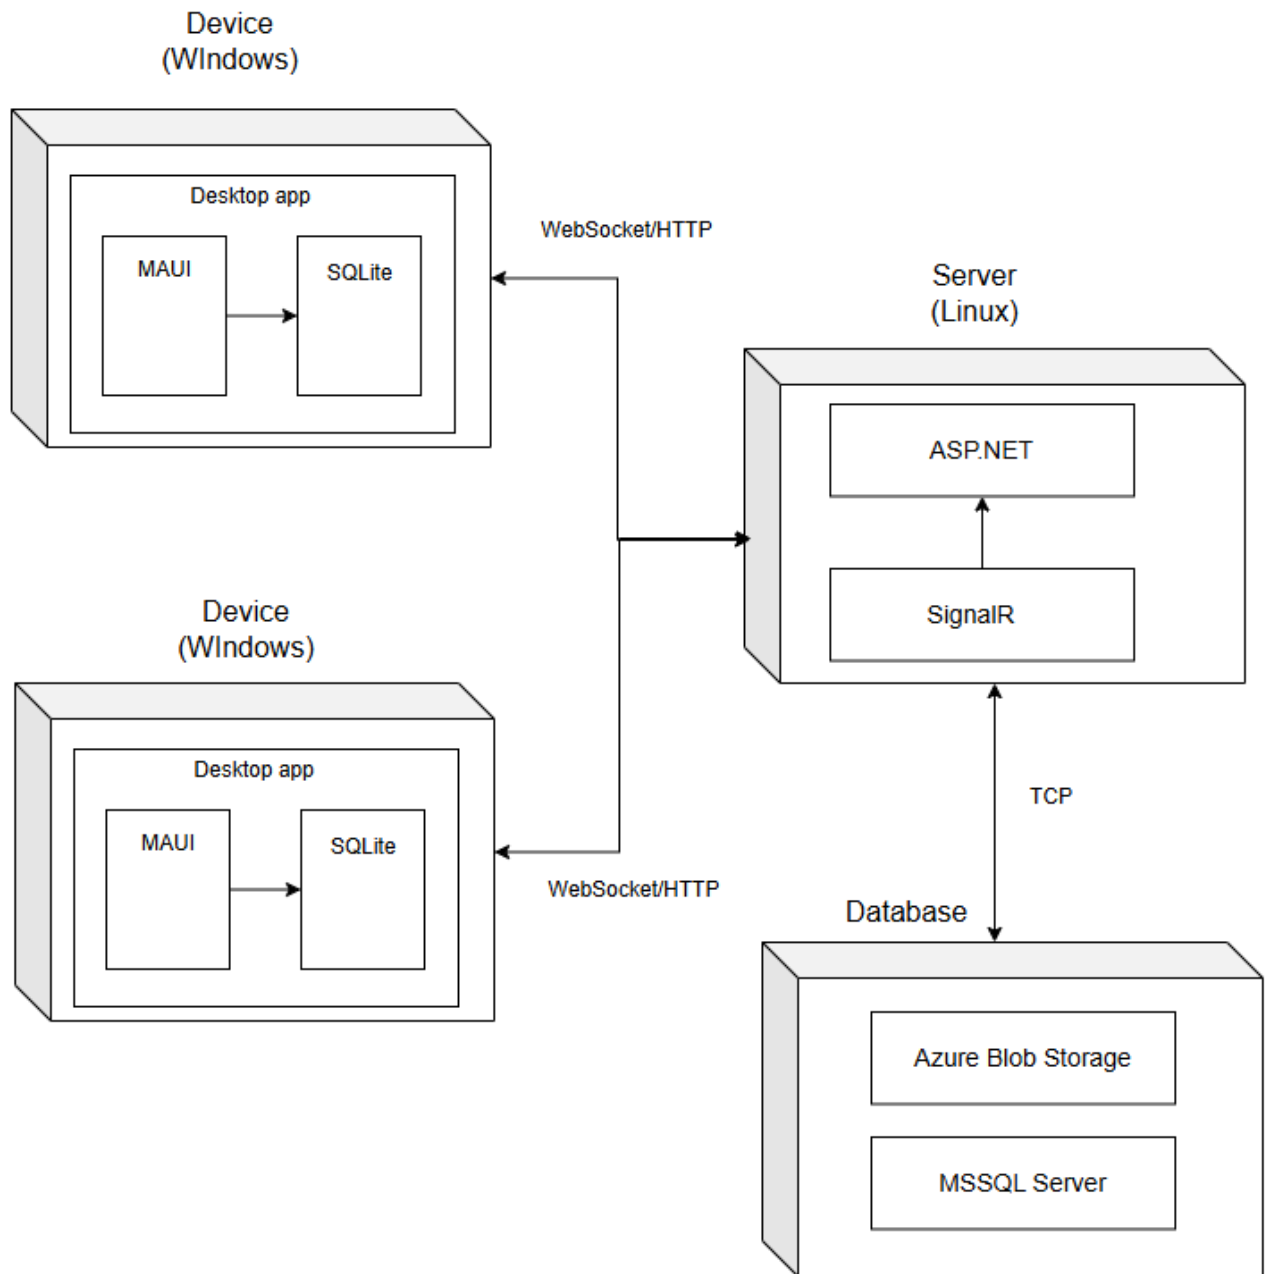 Device
(WIndows)
Desktop app
MAUI
SQLite
WebSocket/HTTP
Server
(Linux)
ASP.NET
SignalR
Device
(WIndows)
Desktop app
MAUI
SQLite
WebSocket/HTTP
TCP
Database
Azure Blob Storage
MSSQL Server